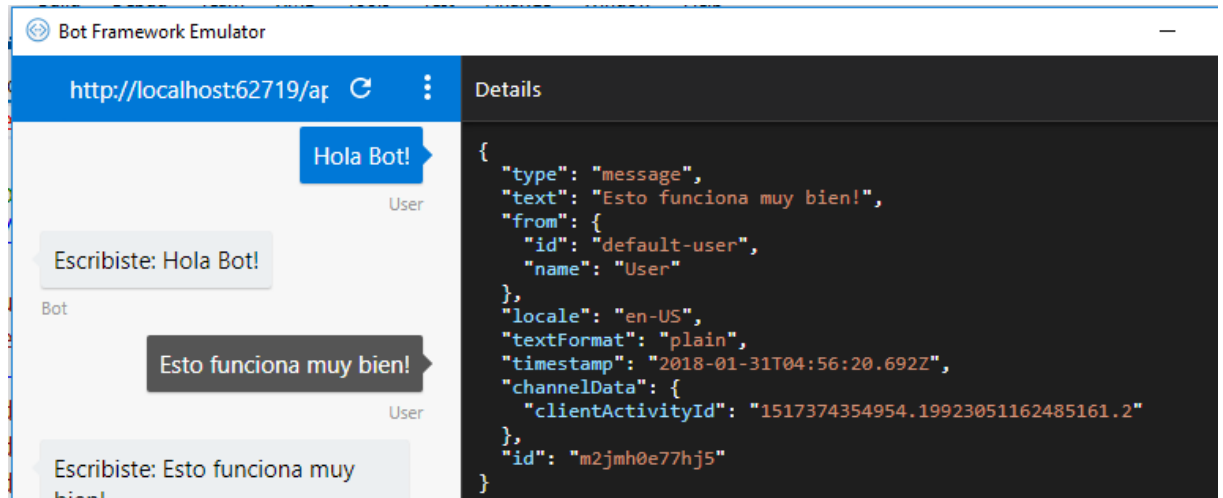 Bot Framework Emulator
http://localhost:62719/ap
Details
Hola Bot!
User
Escribiste: Hola Bot!
Bot
Esto funciona muy bien!
User
Escribiste: Esto funciona muy
bien!
{
"type": "message",
"text": "Esto funciona muy bien!",
"from": {
"id": "default-user",
"name": "User"
},
"locale": "en-US",
"textFormat": "plain",
"timestamp": "2018-01-31T04:56:20.692Z",
"channelData": {
"clientActivityId": "1517374354954.19923051162485161.2"
},
"id": "m2jmh0e77hj5"
}